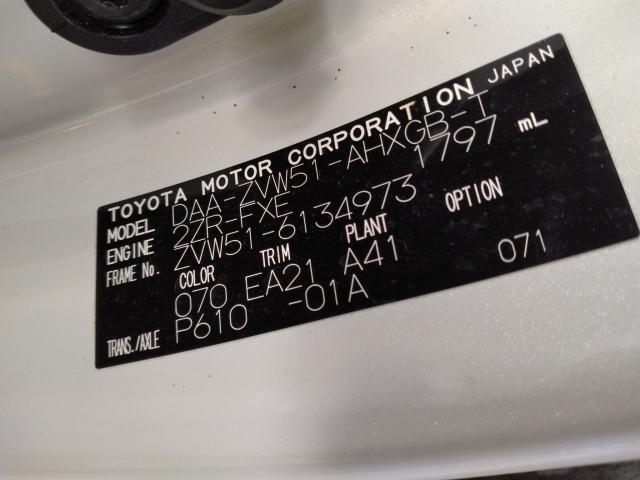 TOYOTA MOTOR CORPORATION JAPAN
MODEL DAA-ZVW51-AHXGB-T
ENGINE 2ZR-FXE 1797 mL
FRAME No. ZVW51-6134973
COLOR TRIM PLANT OPTION
070 EA21 A41 071
TRANS./AXLE P610 -01A